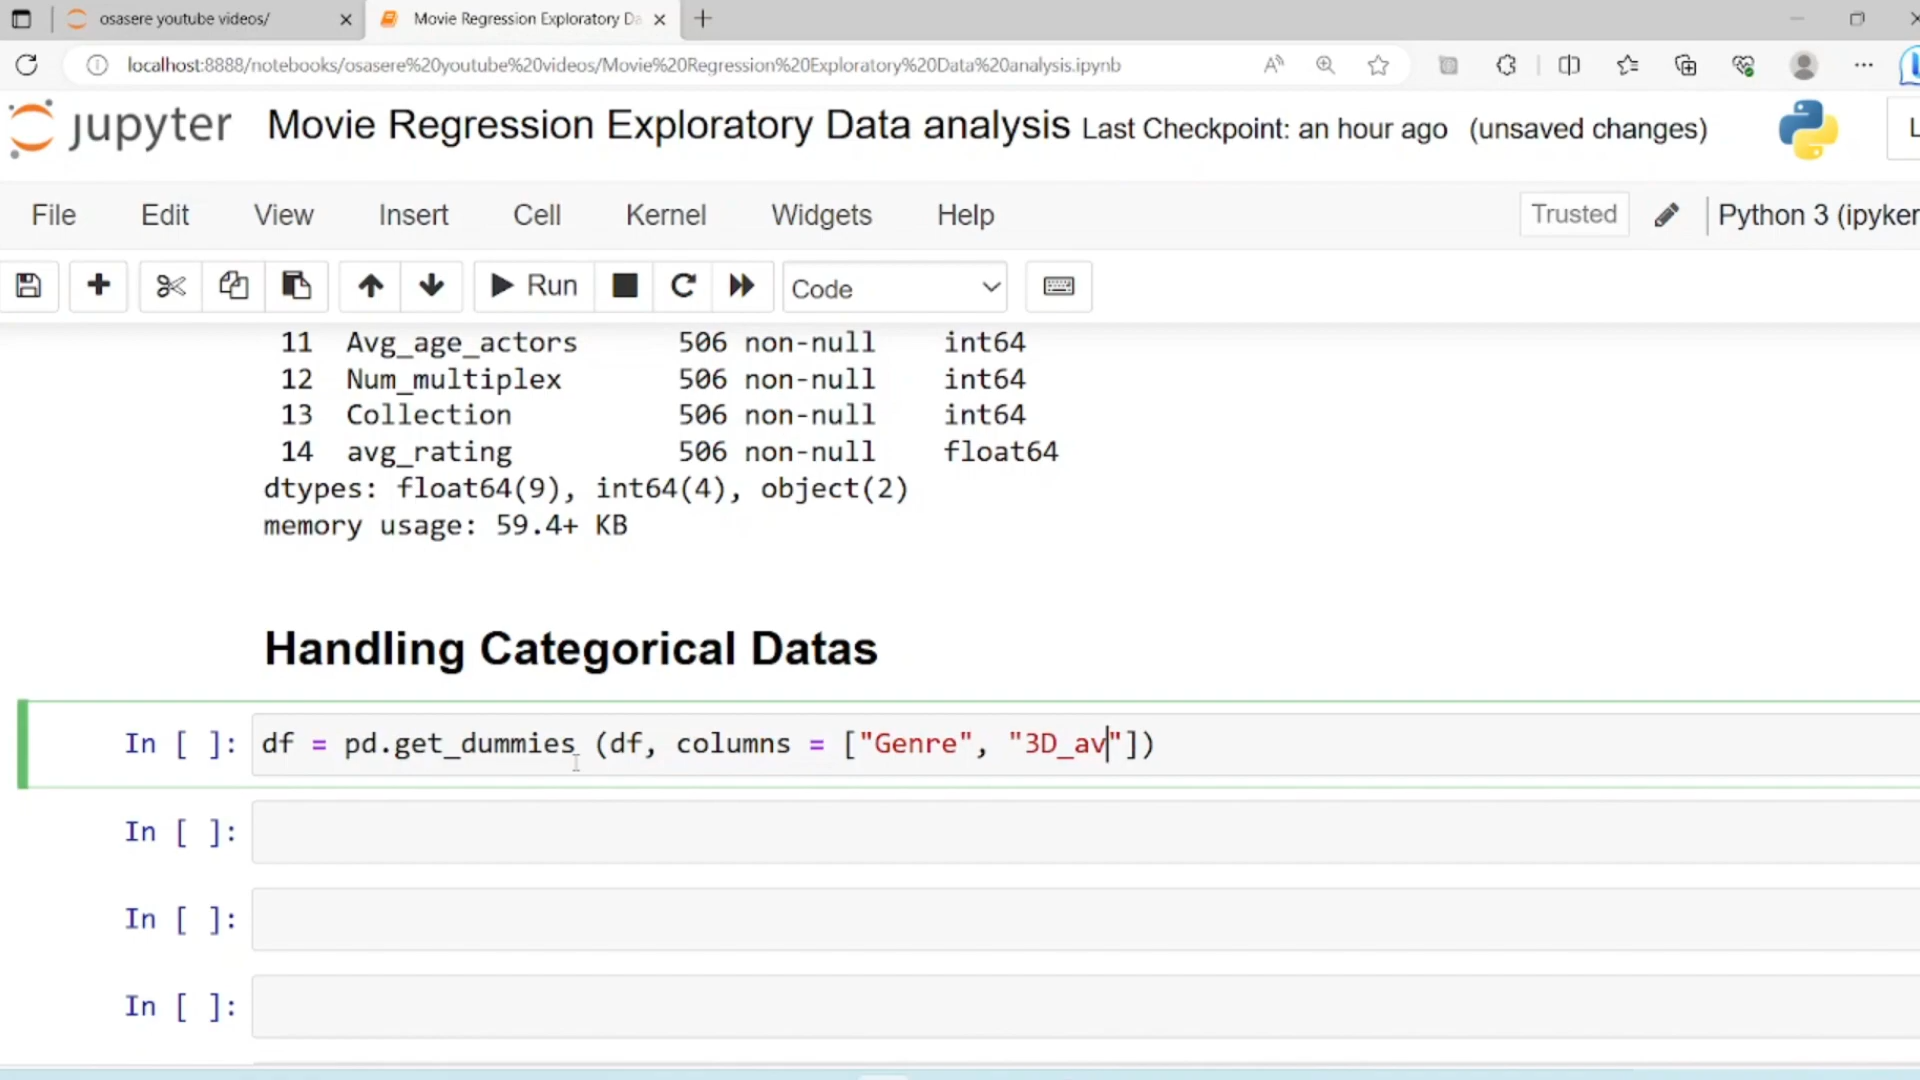 osasere youtube videos/
Movie Regression Exploratory Da
localhost:8888/notebooks/osasere%20youtube%20videos/Movie%20Regression%20Exploratory%20Data%20analysis.ipynb
jupyter Movie Regression Exploratory Data analysis Last Checkpoint: an hour ago (unsaved changes)
File Edit View Insert Cell Kernel Widgets Help Trusted Python 3 (ipyker
Run Code
11 Avg_age_actors 506 non-null int64
12 Num_multiplex 506 non-null int64
13 Collection 506 non-null int64
14 avg_rating 506 non-null float64
dtypes: float64(9), int64(4), object(2)
memory usage: 59.4+ KB
Handling Categorical Datas
In [ ]: df = pd.get_dummies (df, columns = ["Genre", "3D_av"])
In [ ]:
In [ ]:
In [ ]: